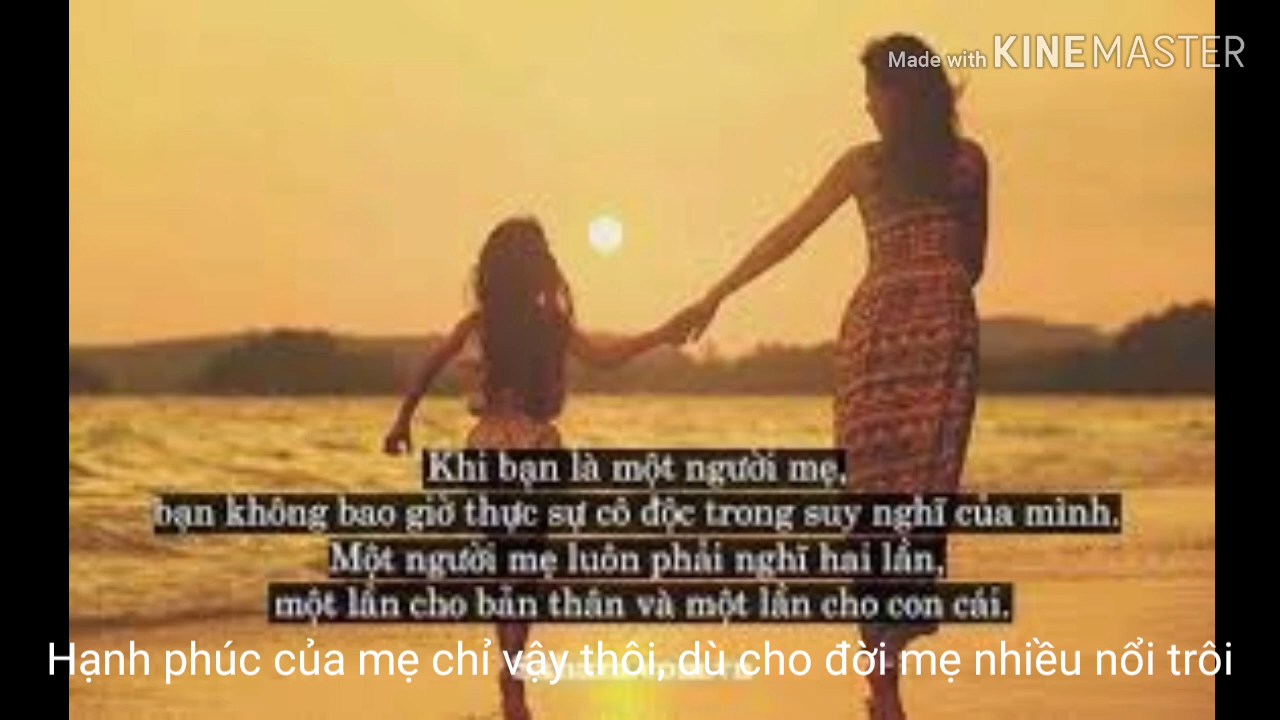 Made with KINEMASTER
Khi bạn là một người mẹ,
bạn không bao giờ thực sự cô độc trong suy nghĩ của mình.
Một người mẹ luôn phải nghĩ hai lần,
một lần cho bản thân và một lần cho con cái.
Hạnh phúc của mẹ chỉ vậy thôi, dù cho đời mẹ nhiều nổi trôi